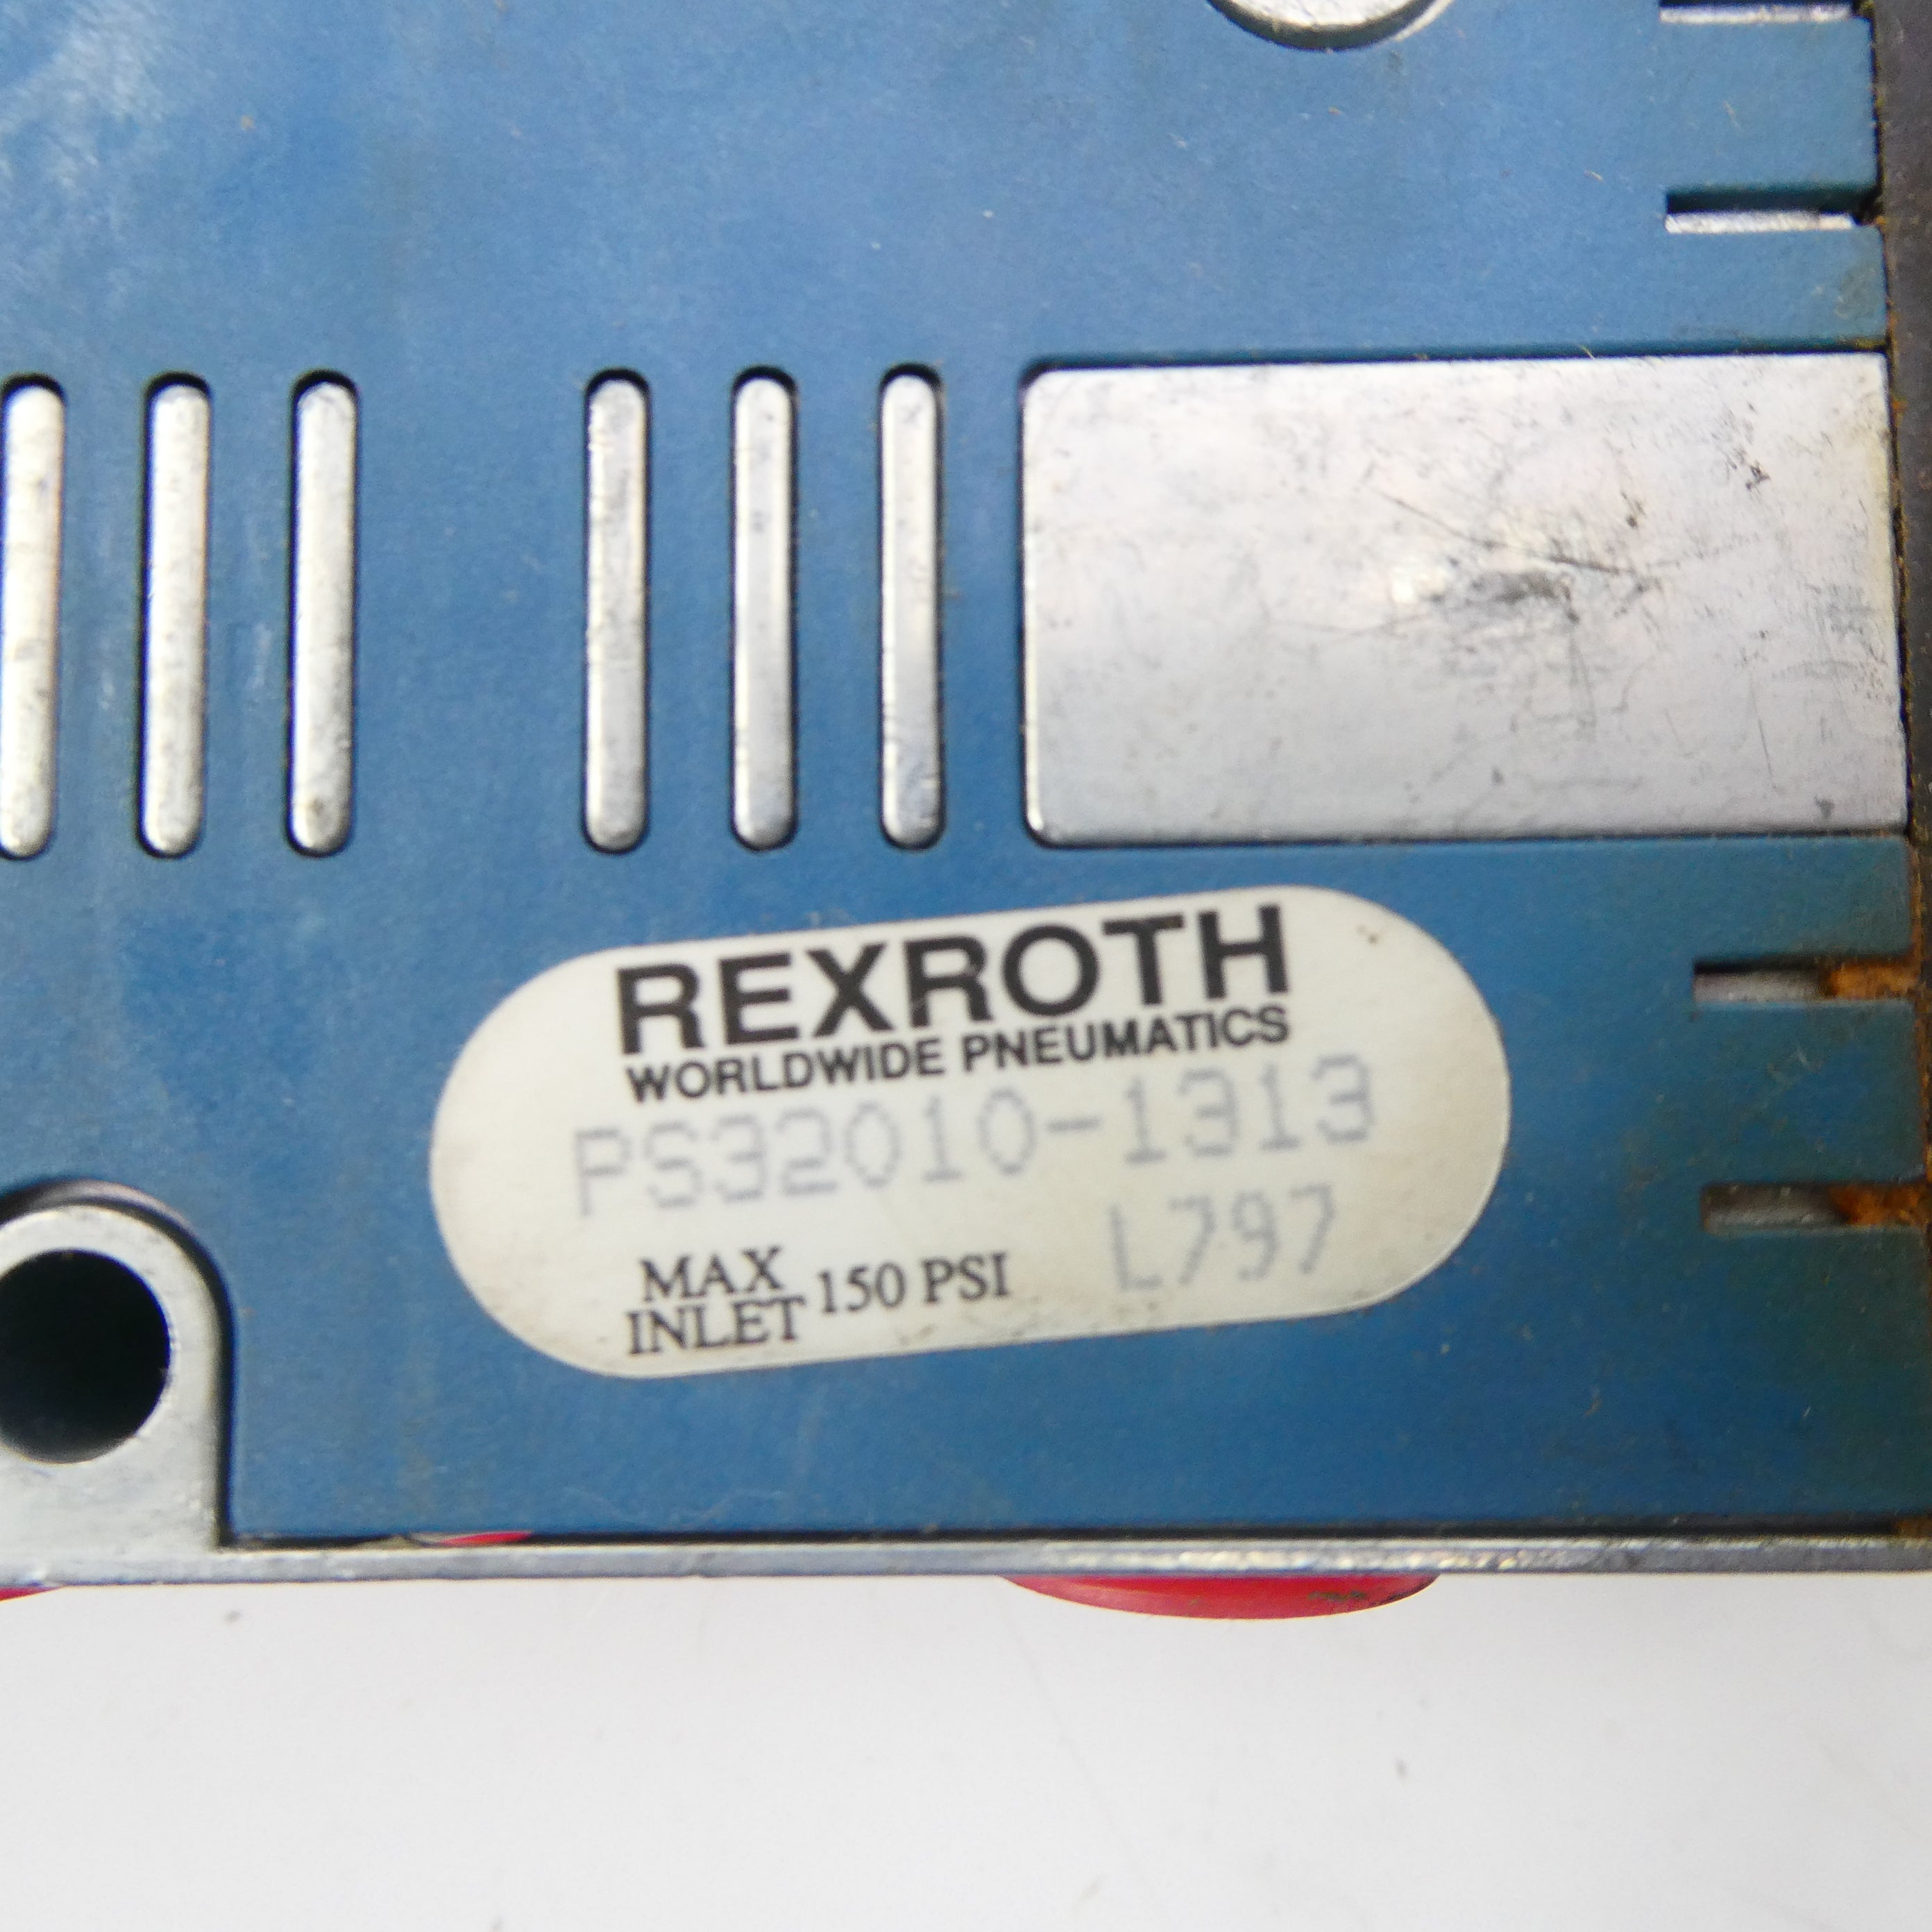 REXROTH
WORLDWIDE PNEUMATICS
PS32010-1313
L797
MAX INLET 150 PSI